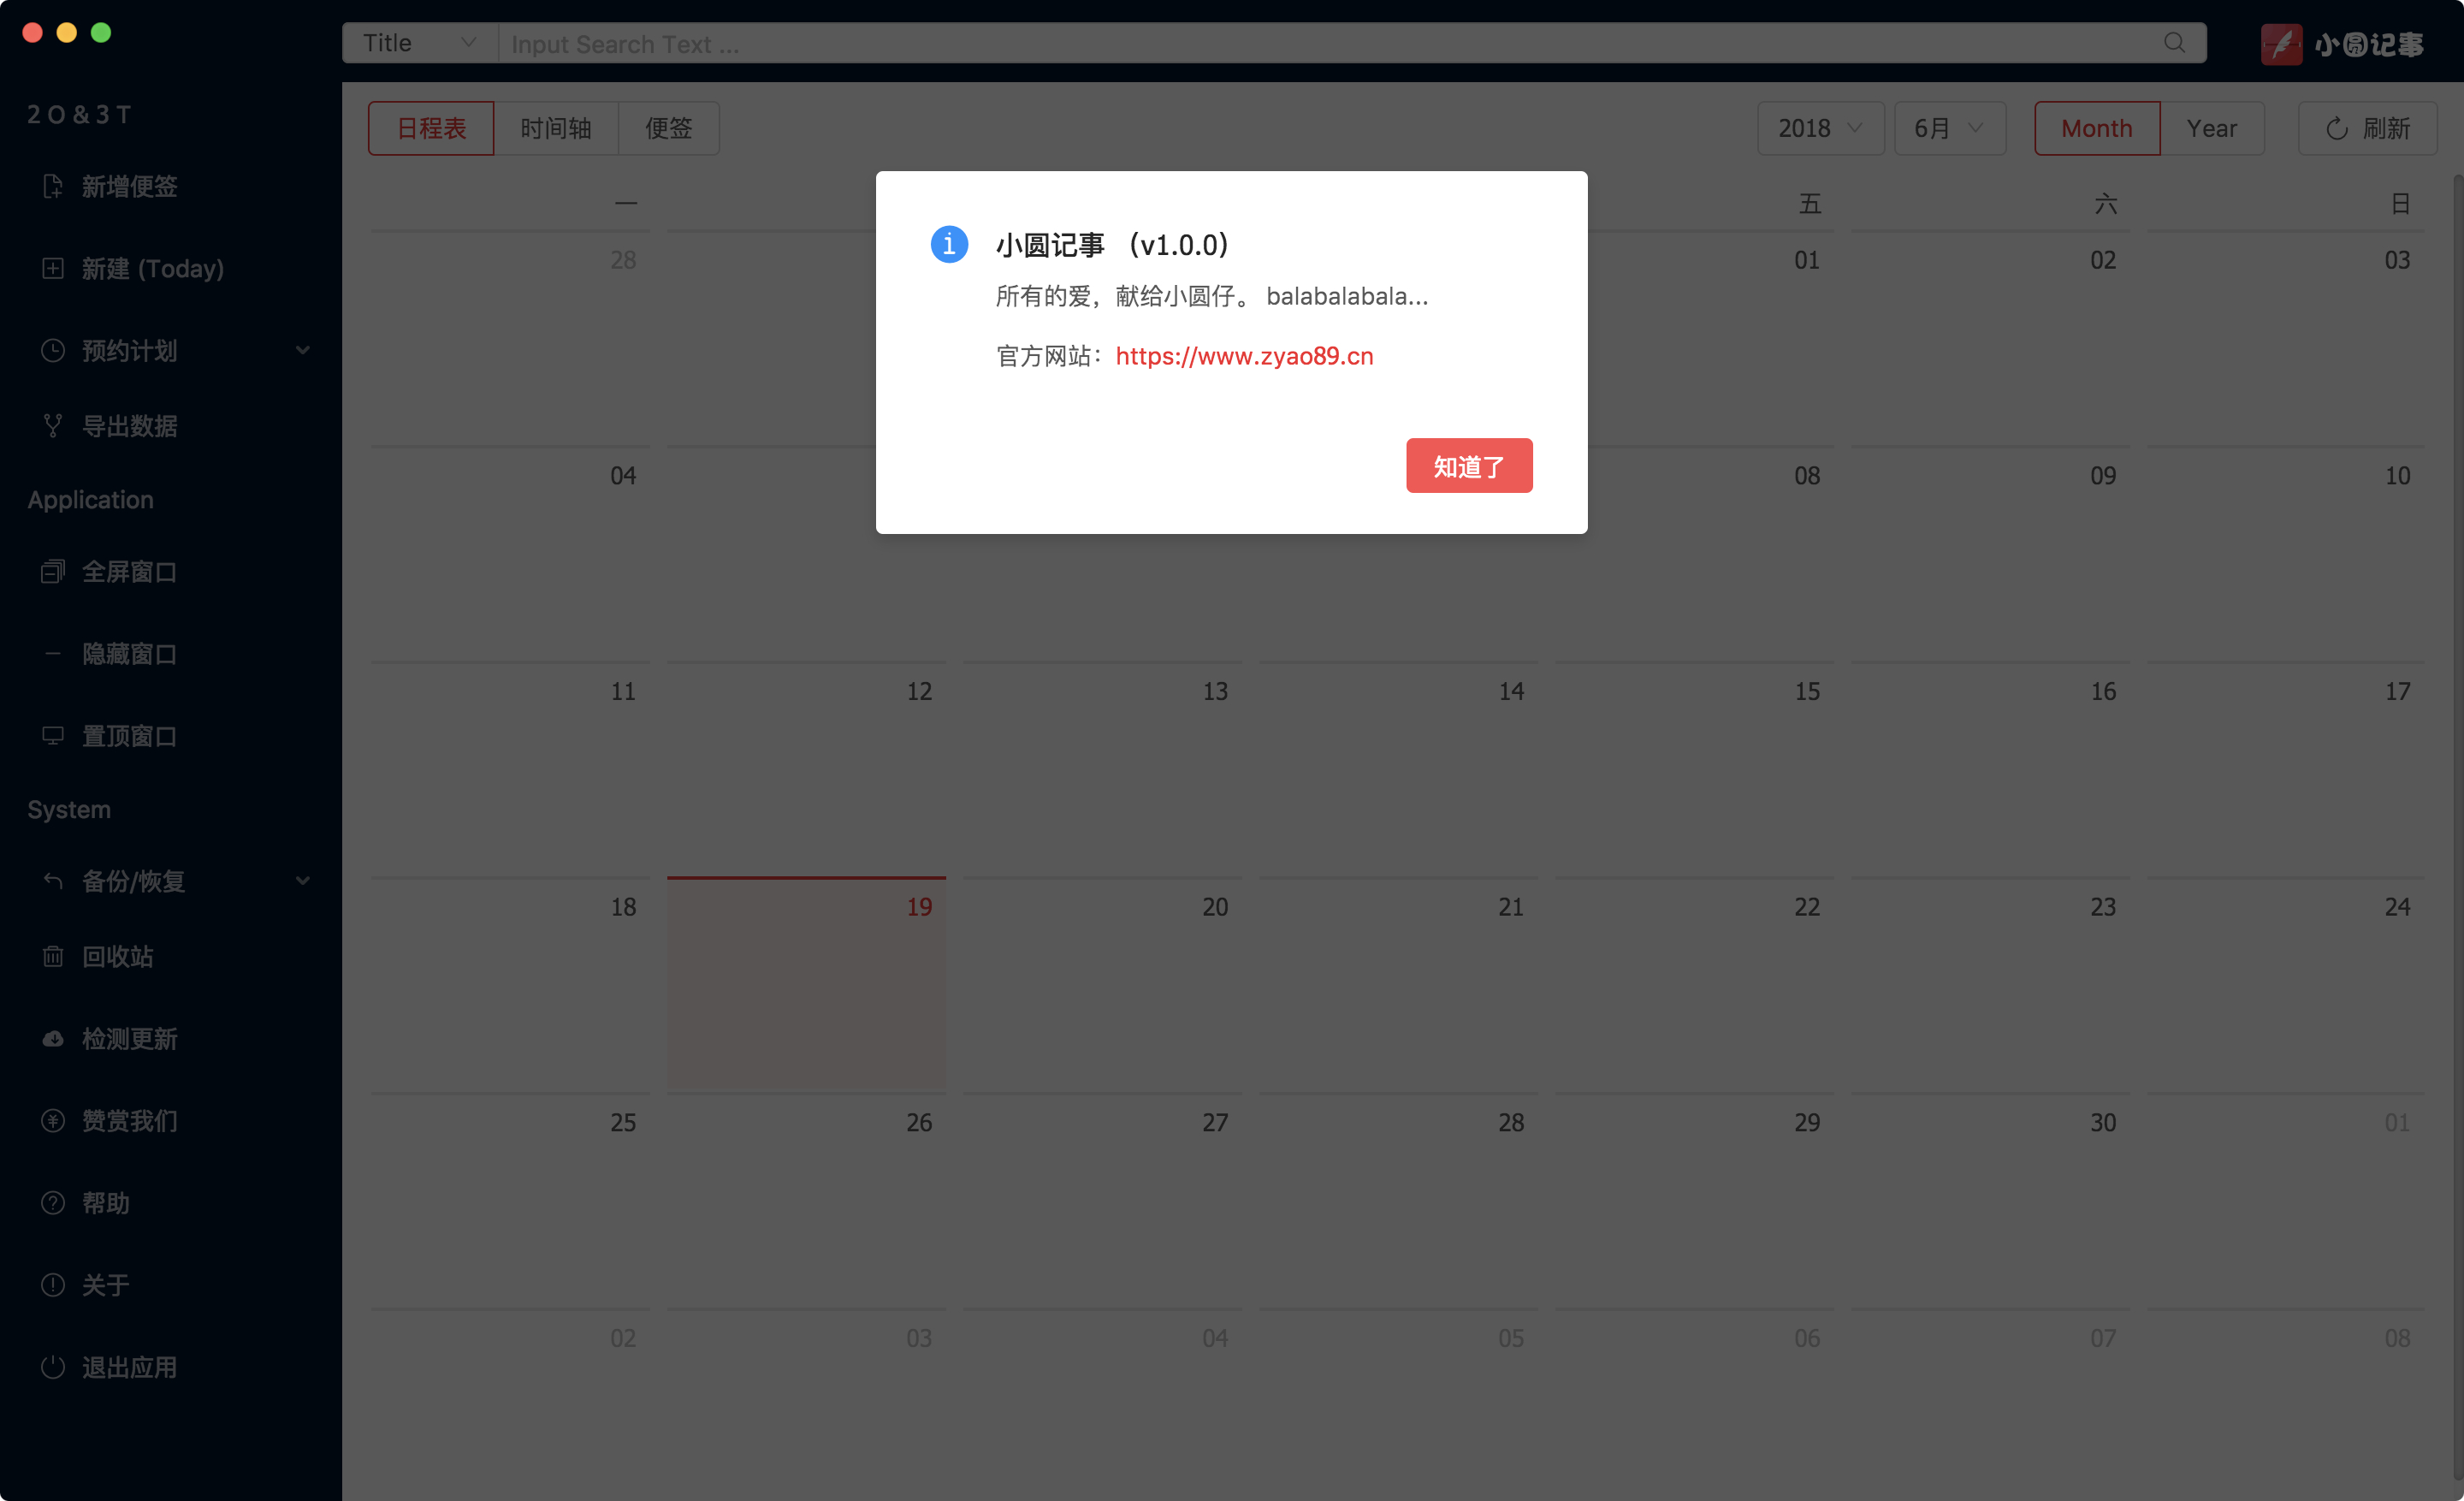 Title
Input Search Text ...
小圆记事
2 O & 3 T
新增便签
新建 (Today)
预约计划
导出数据
Application
全屏窗口
隐藏窗口
置顶窗口
System
备份/恢复
回收站
检测更新
赞赏我们
帮助
关于
退出应用
日程表 时间轴 便签
2018 6月 Month Year 刷新
小圆记事 （v1.0.0）
所有的爱，献给小圆仔。 balabalabala...
官方网站：https://www.zyao89.cn
知道了
一 五 六 日
28 01 02 03
04 08 09 10
11 12 13 14 15 16 17
18 19 20 21 22 23 24
25 26 27 28 29 30 01
02 03 04 05 06 07 08